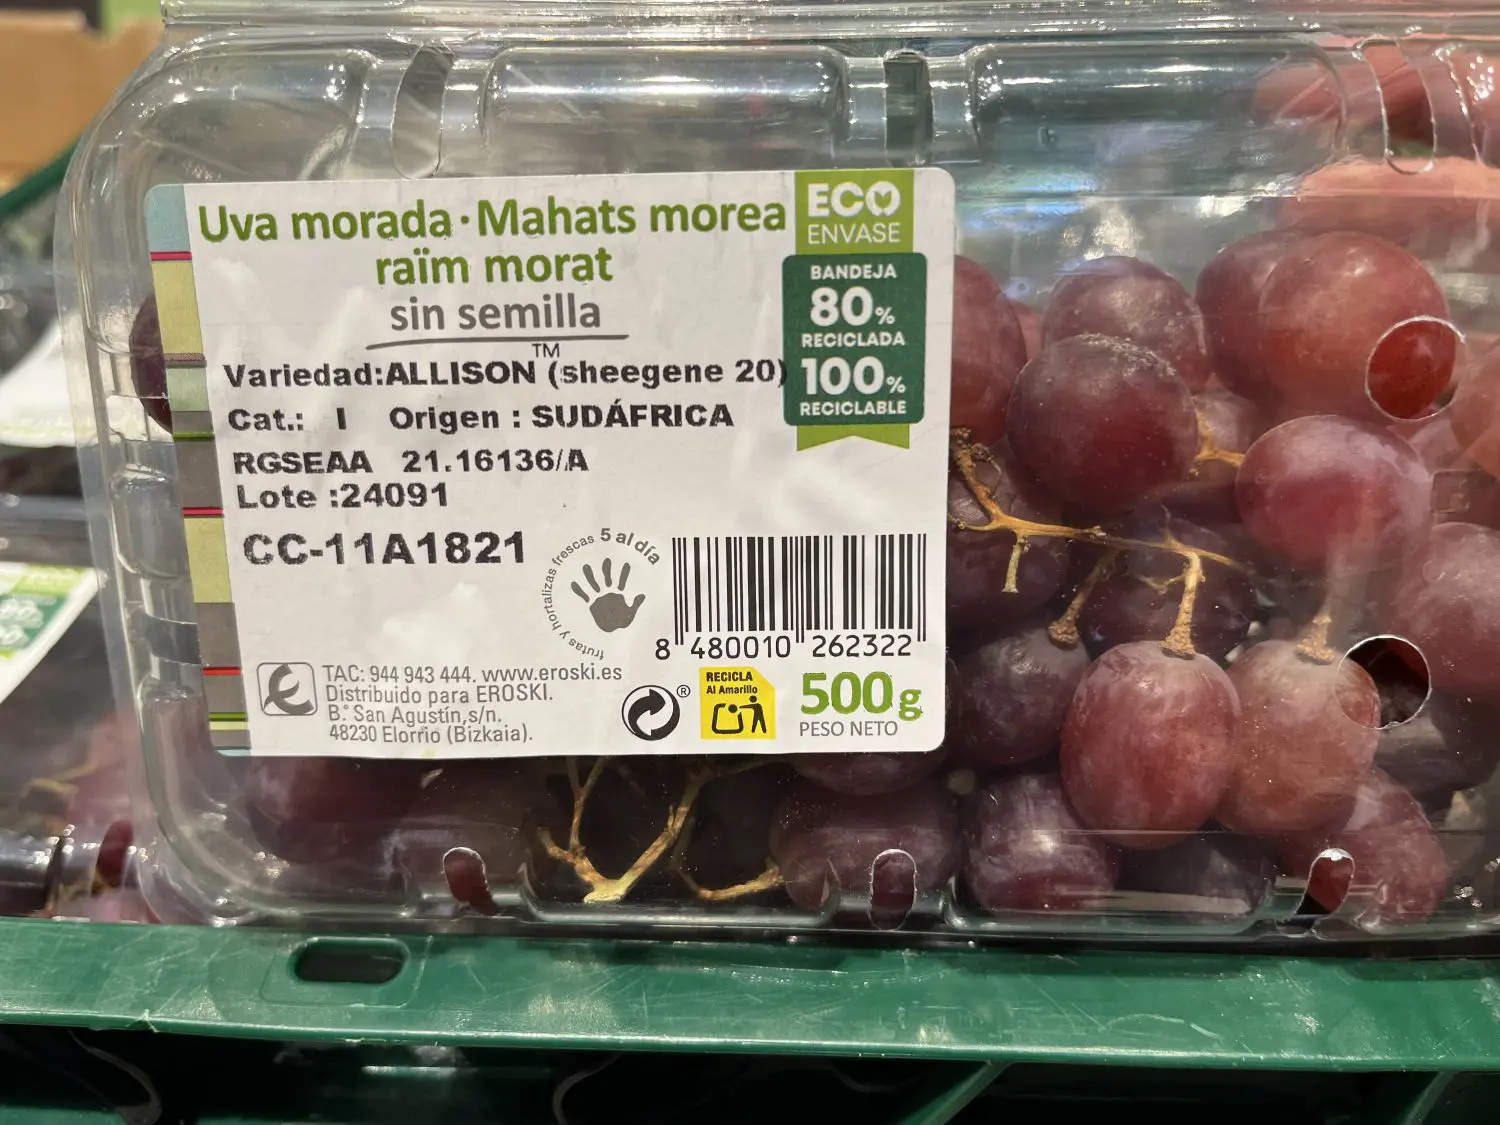 Uva morada · Mahats morea
raïm morat
sin semilla
Variedad:ALLISON™ (sheegene 20)
Cat.: I Origen : SUDÁFRICA
RGSEAA 21.16136/A
Lote :24091
CC-11A1821
ECO
ENVASE
BANDEJA
80%
RECICLADA
100%
RECICLABLE
5 al día
frutas y hortalizas frescas
8 480010 262322
TAC: 944 943 444. www.eroski.es
Distribuido para EROSKI.
B.º San Agustín,s/n.
48230 Elorrio (Bizkaia).
®
RECICLA
Al Amarillo
500g
PESO NETO